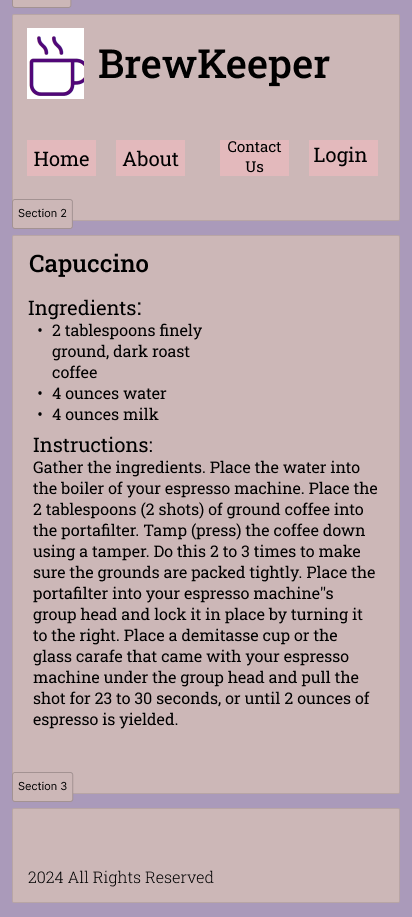 BrewKeeper
Home
About
Contact
Us
Login
Section 2
Capuccino
Ingredients:
• 2 tablespoons finely
ground, dark roast
coffee
• 4 ounces water
• 4 ounces milk
Instructions:
Gather the ingredients. Place the water into
the boiler of your espresso machine. Place the
2 tablespoons (2 shots) of ground coffee into
the portafilter. Tamp (press) the coffee down
using a tamper. Do this 2 to 3 times to make
sure the grounds are packed tightly. Place the
portafilter into your espresso machine"s
group head and lock it in place by turning it
to the right. Place a demitasse cup or the
glass carafe that came with your espresso
machine under the group head and pull the
shot for 23 to 30 seconds, or until 2 ounces of
espresso is yielded.
Section 3
2024 All Rights Reserved